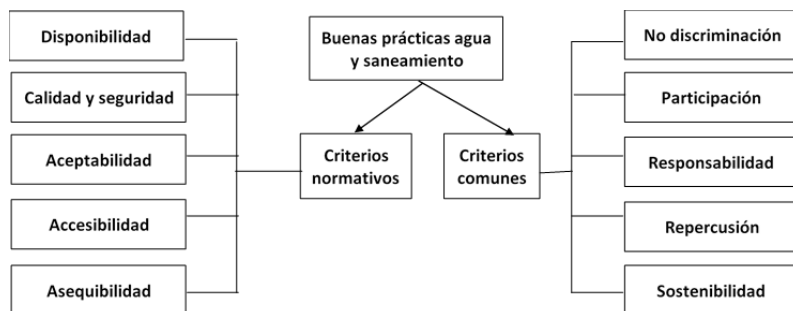 Buenas prácticas agua
y saneamiento
Criterios
normativos
Criterios
comunes
Disponibilidad
Calidad y seguridad
Aceptabilidad
Accesibilidad
Asequibilidad
No discriminación
Participación
Responsabilidad
Repercusión
Sostenibilidad